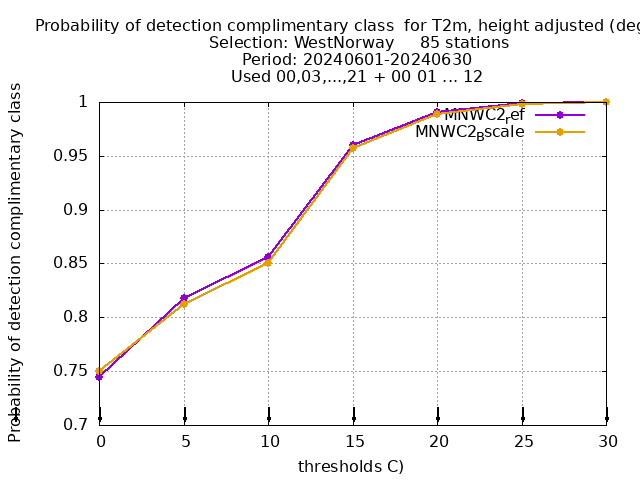 Probability of detection complimentary class  for T2m, height adjusted (deg
Selection: WestNorway     85 stations
Period: 20240601-20240630
Used 00,03,...,21 + 00 01 ... 12
Probability of detection complimentary class
1
0.95
0.9
0.85
0.8
0.75
0.7
MNWC2ref
MNWC2Bscale
0 5 10 15 20 25 30
thresholds C)